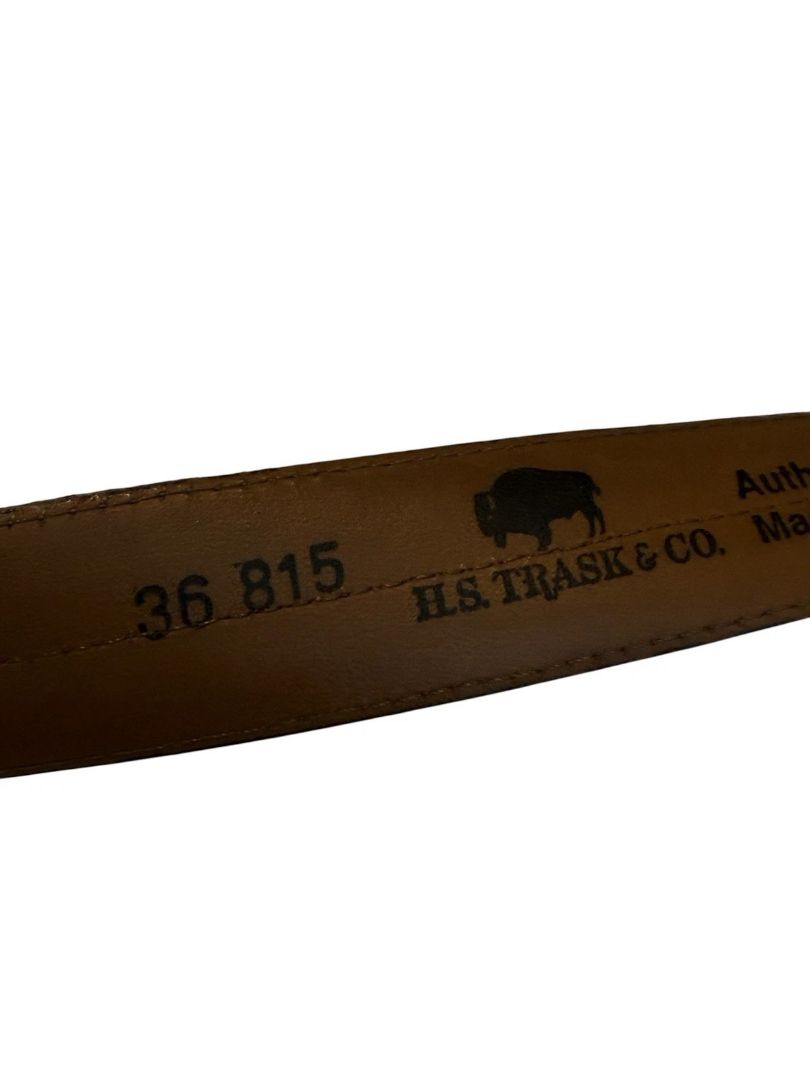 36 815
H.S. TRASK & CO.
Auth
Ma